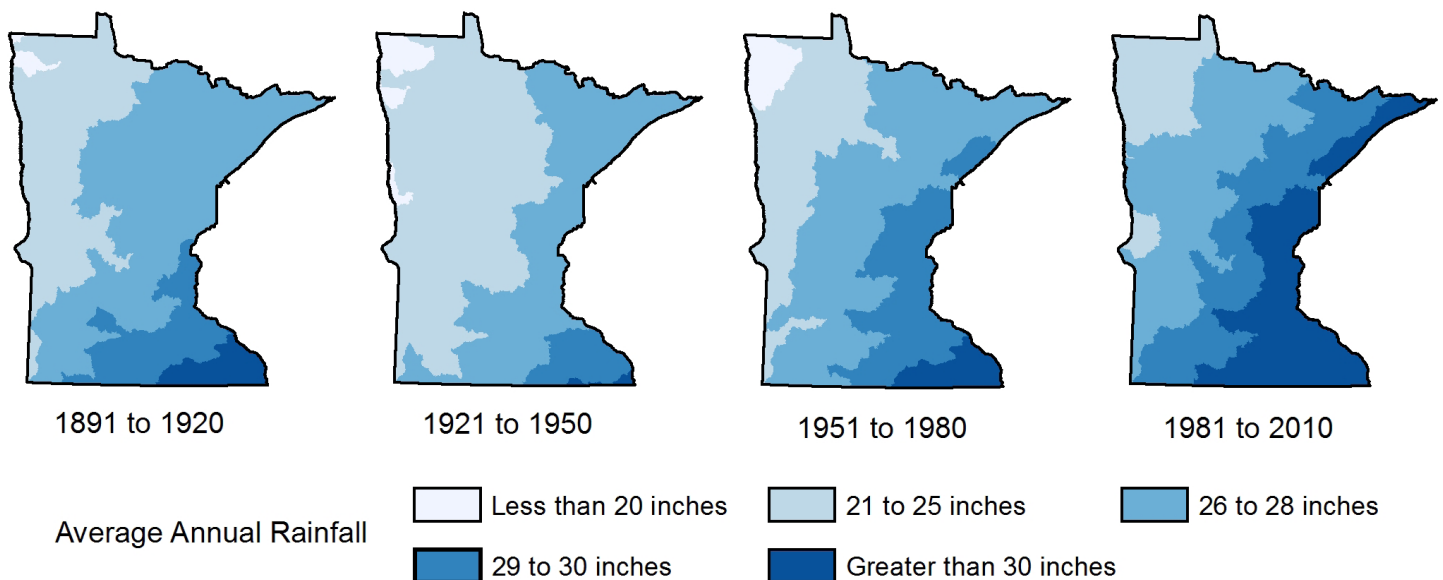 1891 to 1920
1921 to 1950
1951 to 1980
1981 to 2010
Average Annual Rainfall
Less than 20 inches
21 to 25 inches
26 to 28 inches
29 to 30 inches
Greater than 30 inches